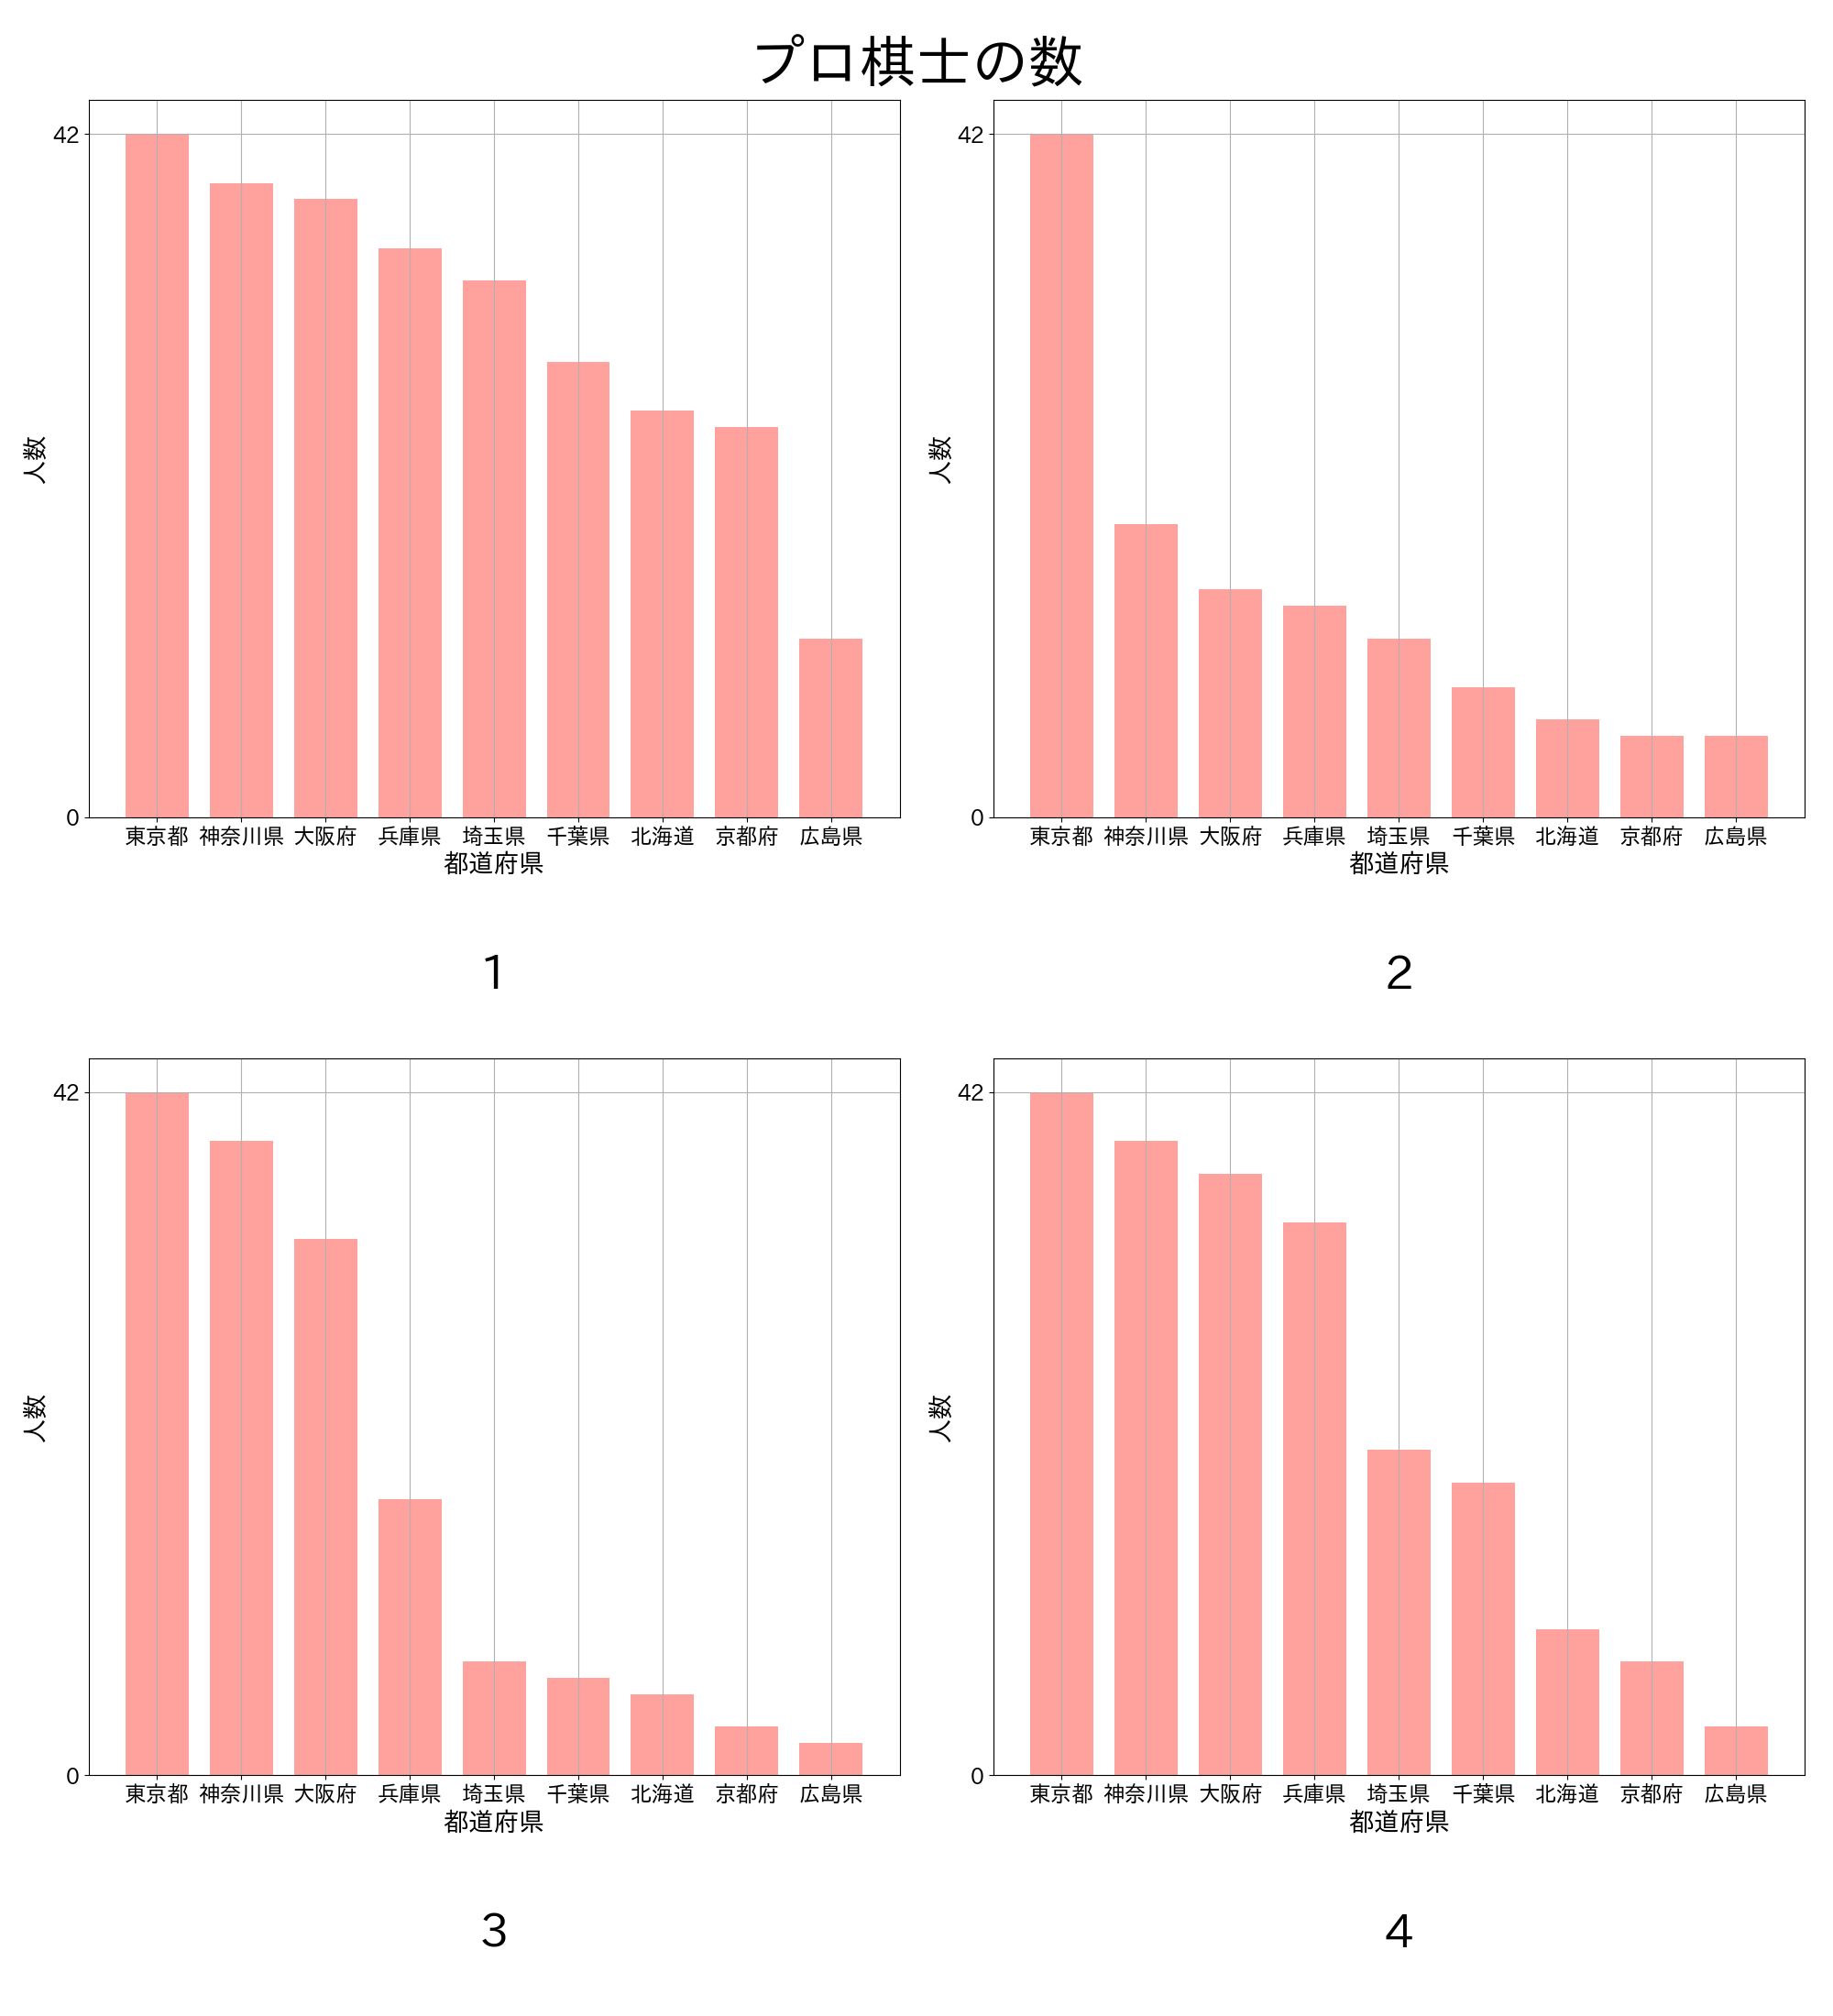 プロ棋士の数
42
0
人数
東京都 神奈川県 大阪府 兵庫県 埼玉県 千葉県 北海道 京都府 広島県
都道府県
1
42
0
人数
東京都 神奈川県 大阪府 兵庫県 埼玉県 千葉県 北海道 京都府 広島県
都道府県
2
42
0
人数
東京都 神奈川県 大阪府 兵庫県 埼玉県 千葉県 北海道 京都府 広島県
都道府県
3
42
0
人数
東京都 神奈川県 大阪府 兵庫県 埼玉県 千葉県 北海道 京都府 広島県
都道府県
4